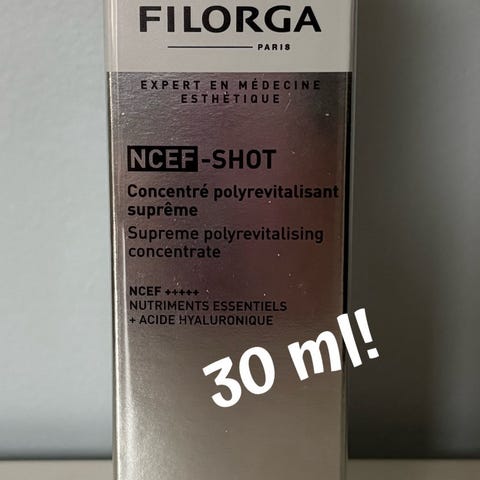 FILORGA
PARIS
EXPERT EN MÉDECINE
ESTHÉTIQUE
NCEF-SHOT
Concentré polyrevitalisant
suprême
Supreme polyrevitalising
concentrate
NCEF +++++
NUTRIMENTS ESSENTIELS
+ ACIDE HYALURONIQUE
30 ml!